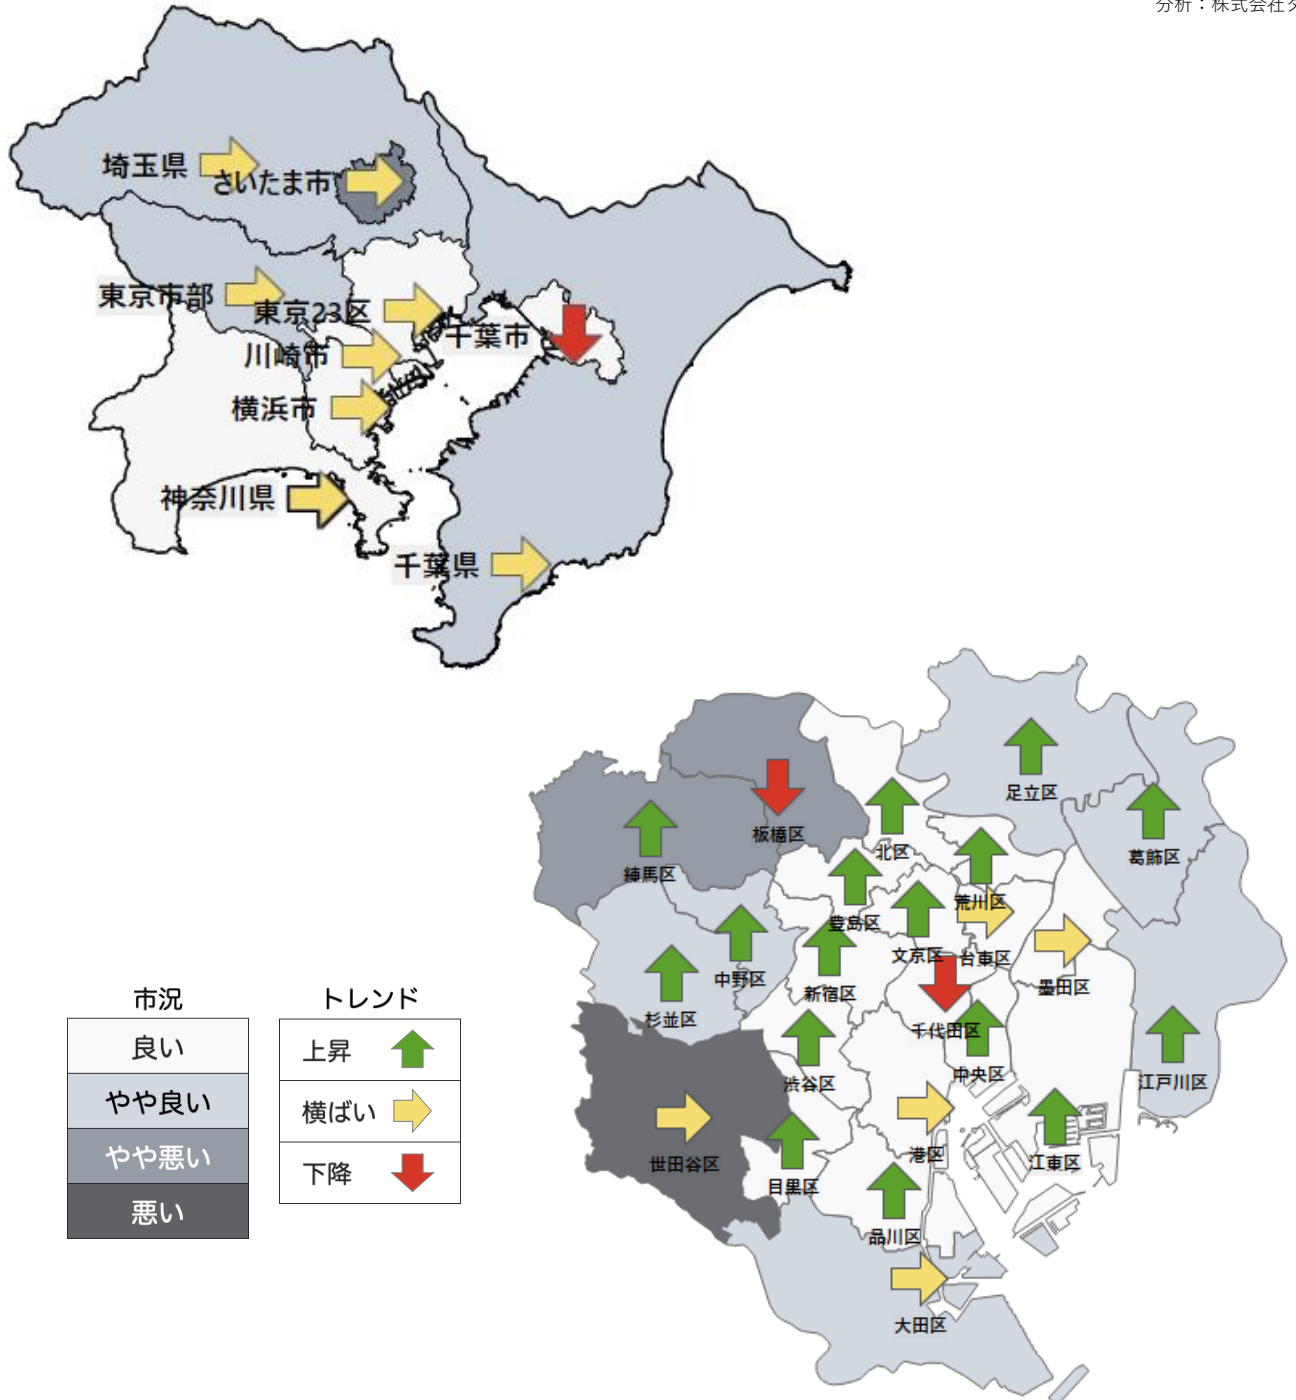 分析：株式会社
埼玉県
さいたま市
東京市部
東京23区
千葉市
川崎市
横浜市
神奈川県
千葉県
足立区
板橋区
北区
葛飾区
練馬区
荒川区
豊島区
文京区
台東区
中野区
新宿区
墨田区
杉並区
千代田区
渋谷区
中央区
江戸川区
世田谷区
港区
江東区
目黒区
品川区
大田区
市況
良い
やや良い
やや悪い
悪い
トレンド
上昇
横ばい
下降